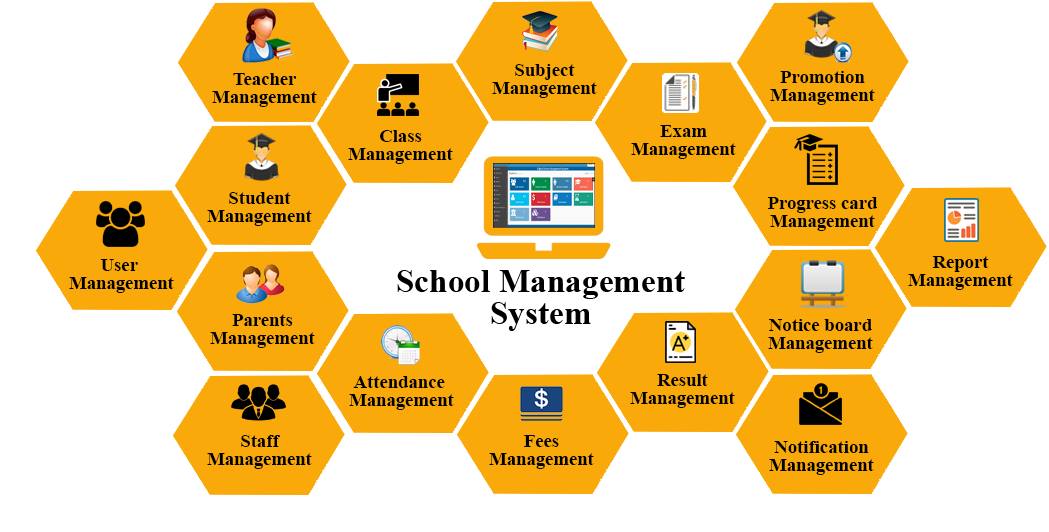 Teacher
Management
Subject
Management
Promotion
Management
Class
Management
Exam
Management
Student
Management
Progress card
Management
User
Management
Report
Management
School Management
System
Parents
Management
Notice board
Management
Attendance
Management
Result
Management
Staff
Management
$
Fees
Management
A+
1
Notification
Management